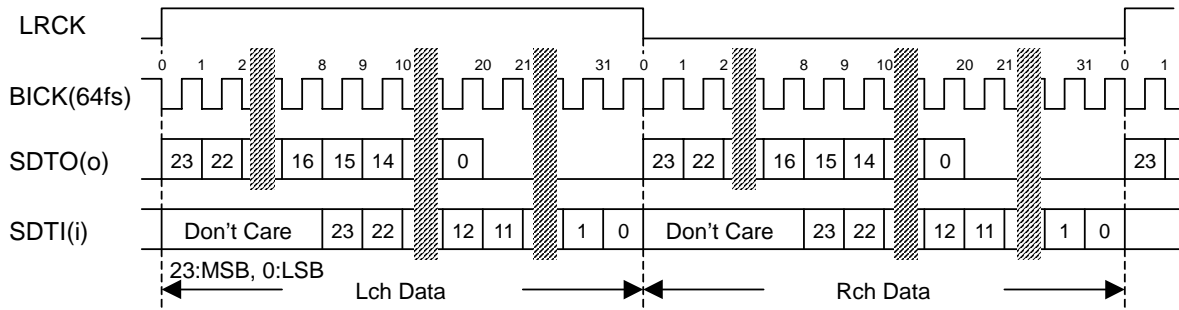 LRCK
0 1 2 8 9 10 20 21 31 0 1 2 8 9 10 20 21 31 0 1
BICK(64fs)
SDTO(o) 23 22 16 15 14 0 23 22 16 15 14 0 23
SDTI(i) Don't Care 23 22 12 11 1 0 Don't Care 23 22 12 11 1 0
23:MSB, 0:LSB
Lch Data Rch Data